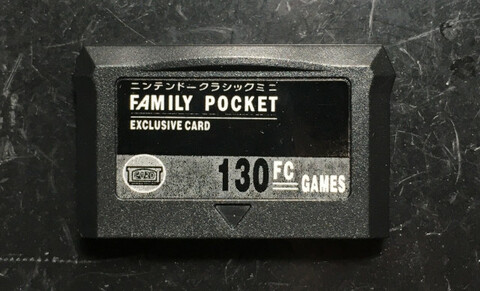 ニンテンドークラシックミニ
FAMILY POCKET
EXCLUSIVE CARD
130 FC GAMES